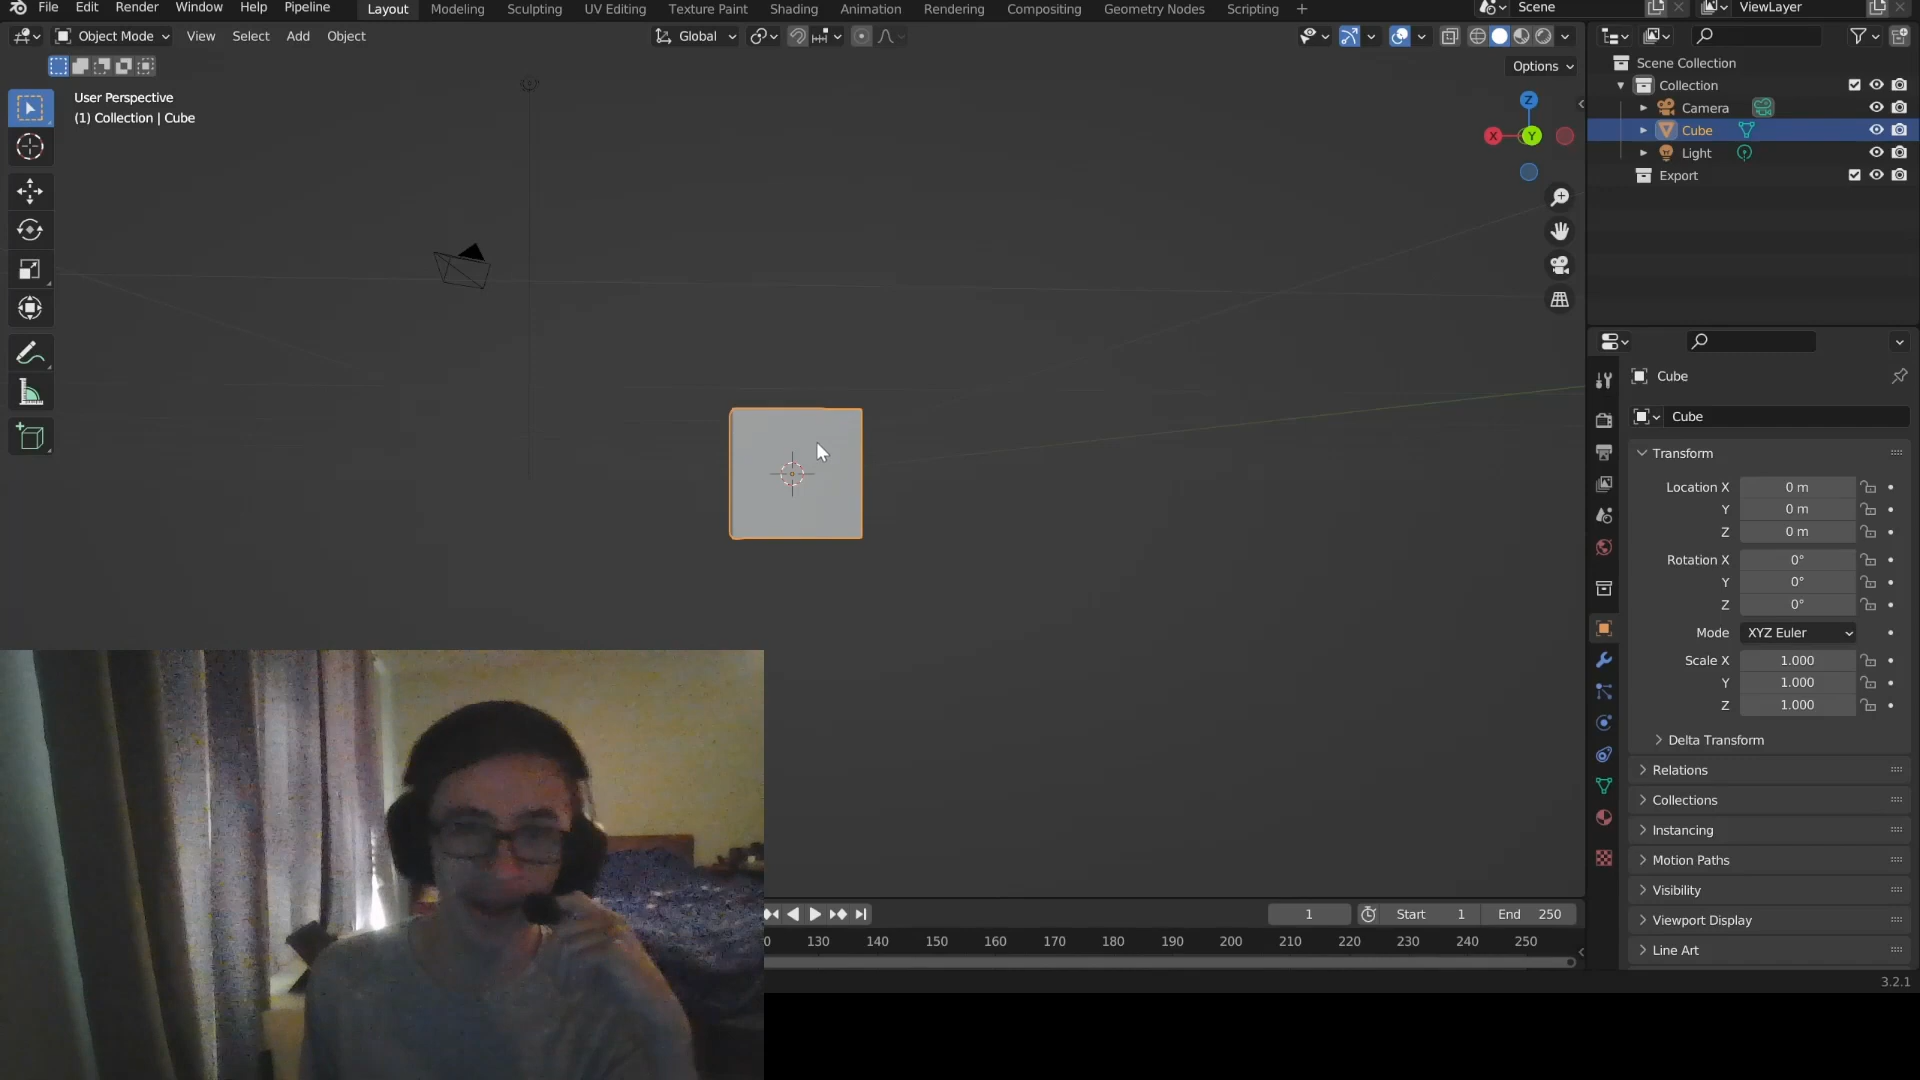 File Edit Render Window Help Pipeline Layout Modeling Sculpting UV Editing Texture Paint Shading Animation Rendering Compositing Geometry Nodes Scripting + Scene ViewLayer
Object Mode View Select Add Object Global
Options
User Perspective
(1) Collection | Cube
Z
X
Y
Scene Collection
Collection
Camera
Cube
Light
Export
Cube
Cube
Transform
Location X 0 m
Y 0 m
Z 0 m
Rotation X 0°
Y 0°
Z 0°
Mode XYZ Euler
Scale X 1.000
Y 1.000
Z 1.000
Delta Transform
Relations
Collections
Instancing
Motion Paths
Visibility
Viewport Display
Line Art
1 Start 1 End 250
0 130 140 150 160 170 180 190 200 210 220 230 240 250
3.2.1